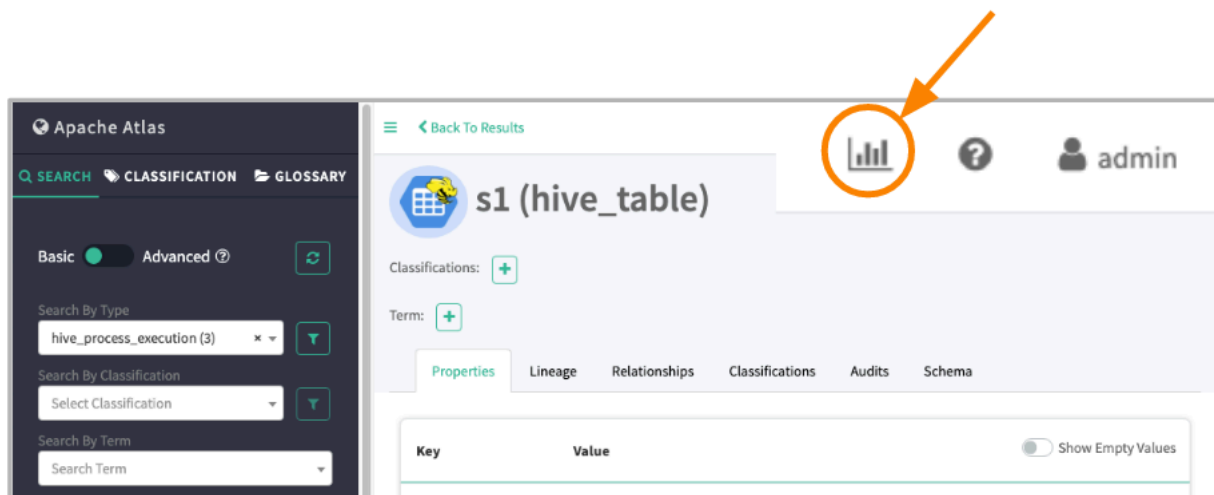 Apache Atlas
SEARCH CLASSIFICATION GLOSSARY
Basic Advanced ?
Search By Type
hive_process_execution (3) × 
Search By Classification
Select Classification
Search By Term
Search Term
Back To Results
? admin
s1 (hive_table)
Classifications: +
Term: +
Properties Lineage Relationships Classifications Audits Schema
Key Value Show Empty Values